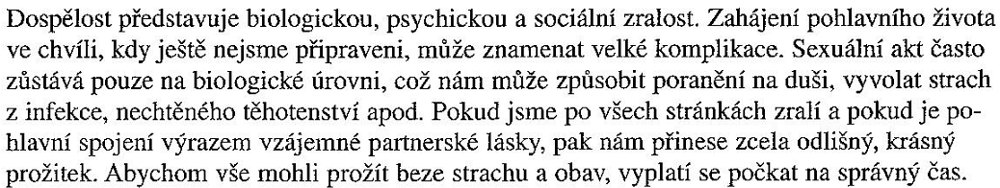 Dospělost představuje biologickou, psychickou a sociální zralost. Zahájení pohlavního života
ve chvíli, kdy ještě nejsme připraveni, může znamenat velké komplikace. Sexuální akt často
zůstává pouze na biologické úrovni, což nám může způsobit poranění na duši, vyvolat strach
z infekce, nechtěného těhotenství apod. Pokud jsme po všech stránkách zralí a pokud je po-
hlavní spojení výrazem vzájemné partnerské lásky, pak nám přinese zcela odlišný, krásný
prožitek. Abychom vše mohli prožít beze strachu a obav, vyplatí se počkat na správný čas.